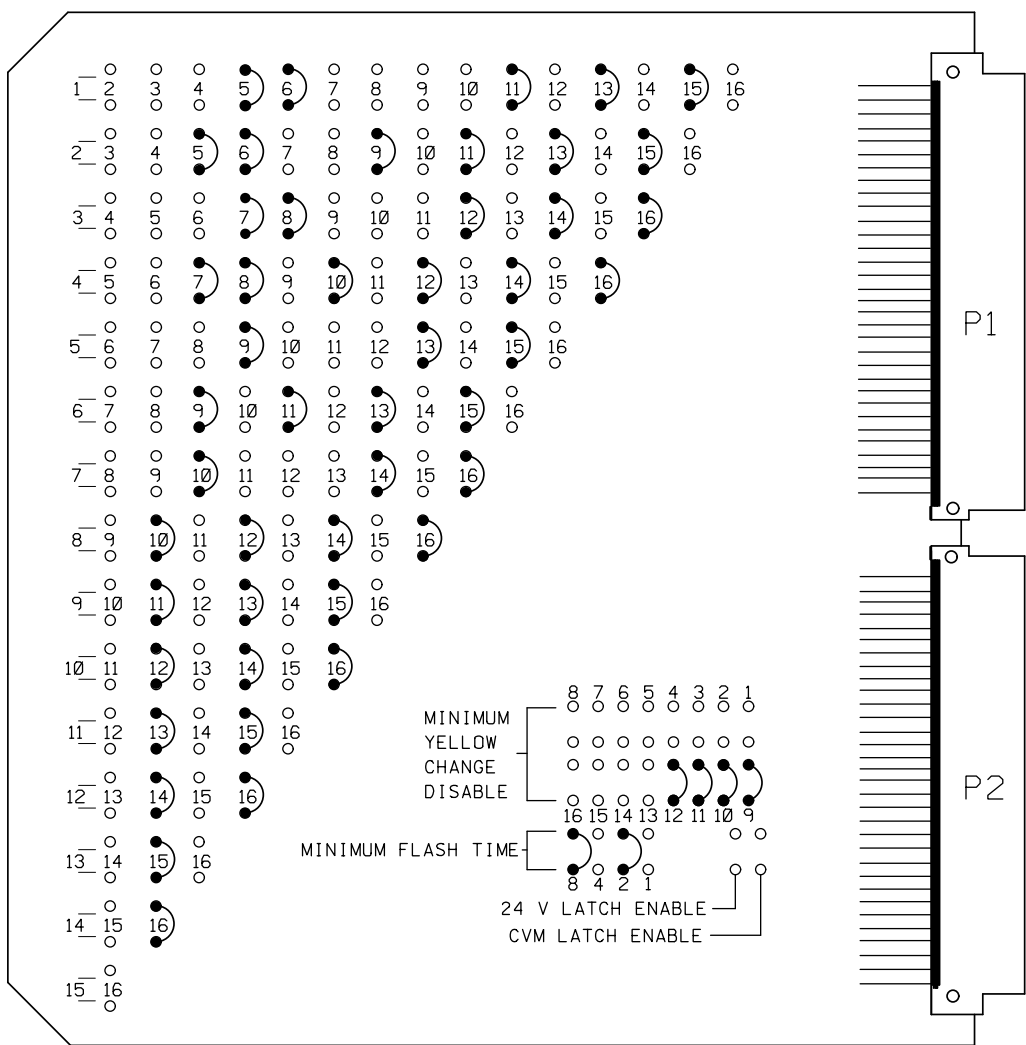 1 2 3 4 5 6 7 8 9 10 11 12 13 14 15 16
2 3 4 5 6 7 8 9 10 11 12 13 14 15 16
3 4 5 6 7 8 9 10 11 12 13 14 15 16
4 5 6 7 8 9 10 11 12 13 14 15 16
P1
5 6 7 8 9 10 11 12 13 14 15 16
6 7 8 9 10 11 12 13 14 15 16
7 8 9 10 11 12 13 14 15 16
8 9 10 11 12 13 14 15 16
9 10 11 12 13 14 15 16
10 11 12 13 14 15 16
8 7 6 5 4 3 2 1
MINIMUM
YELLOW
CHANGE
DISABLE
11 12 13 14 15 16
12 13 14 15 16
P2
16 15 14 13 12 11 10 9
13 14 15 16
MINIMUM FLASH TIME
8 4 2 1
24 V LATCH ENABLE
CVM LATCH ENABLE
14 15 16
15 16